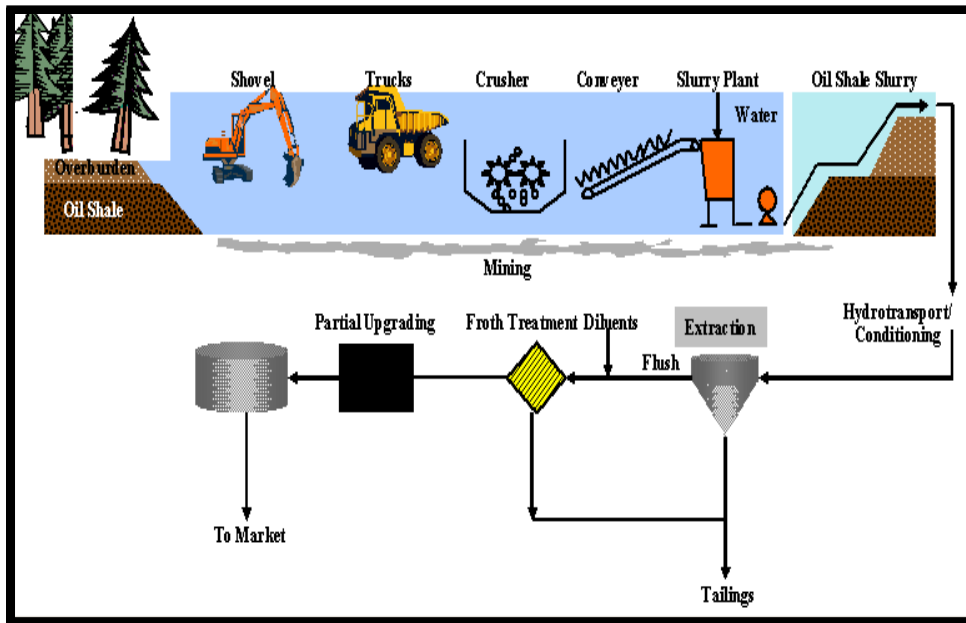 Shovel
Trucks
Crusher
Conveyer
Slurry Plant
Oil Shale Slurry
Water
Overburden
Oil Shale
Mining
Hydrotransport/
Conditioning
Partial Upgrading
Froth Treatment Diluents
Extraction
Flush
To Market
Tailings